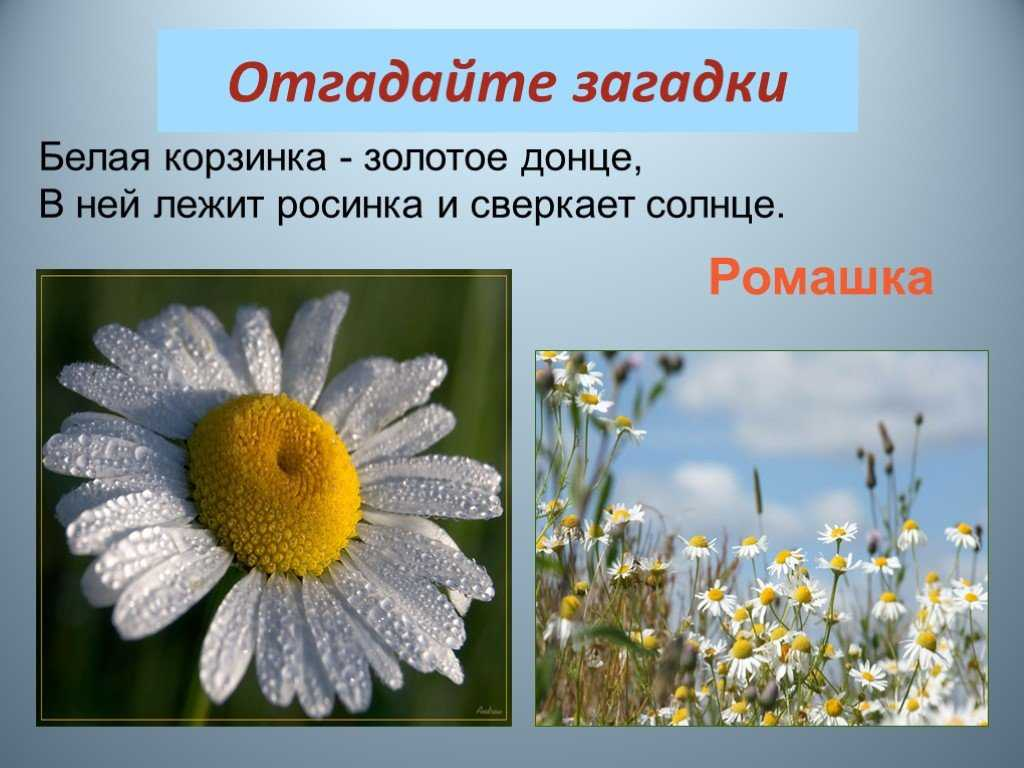 Отгадайте загадки
Белая корзинка - золотое донце,
В ней лежит росинка и сверкает солнце.
Ромашка